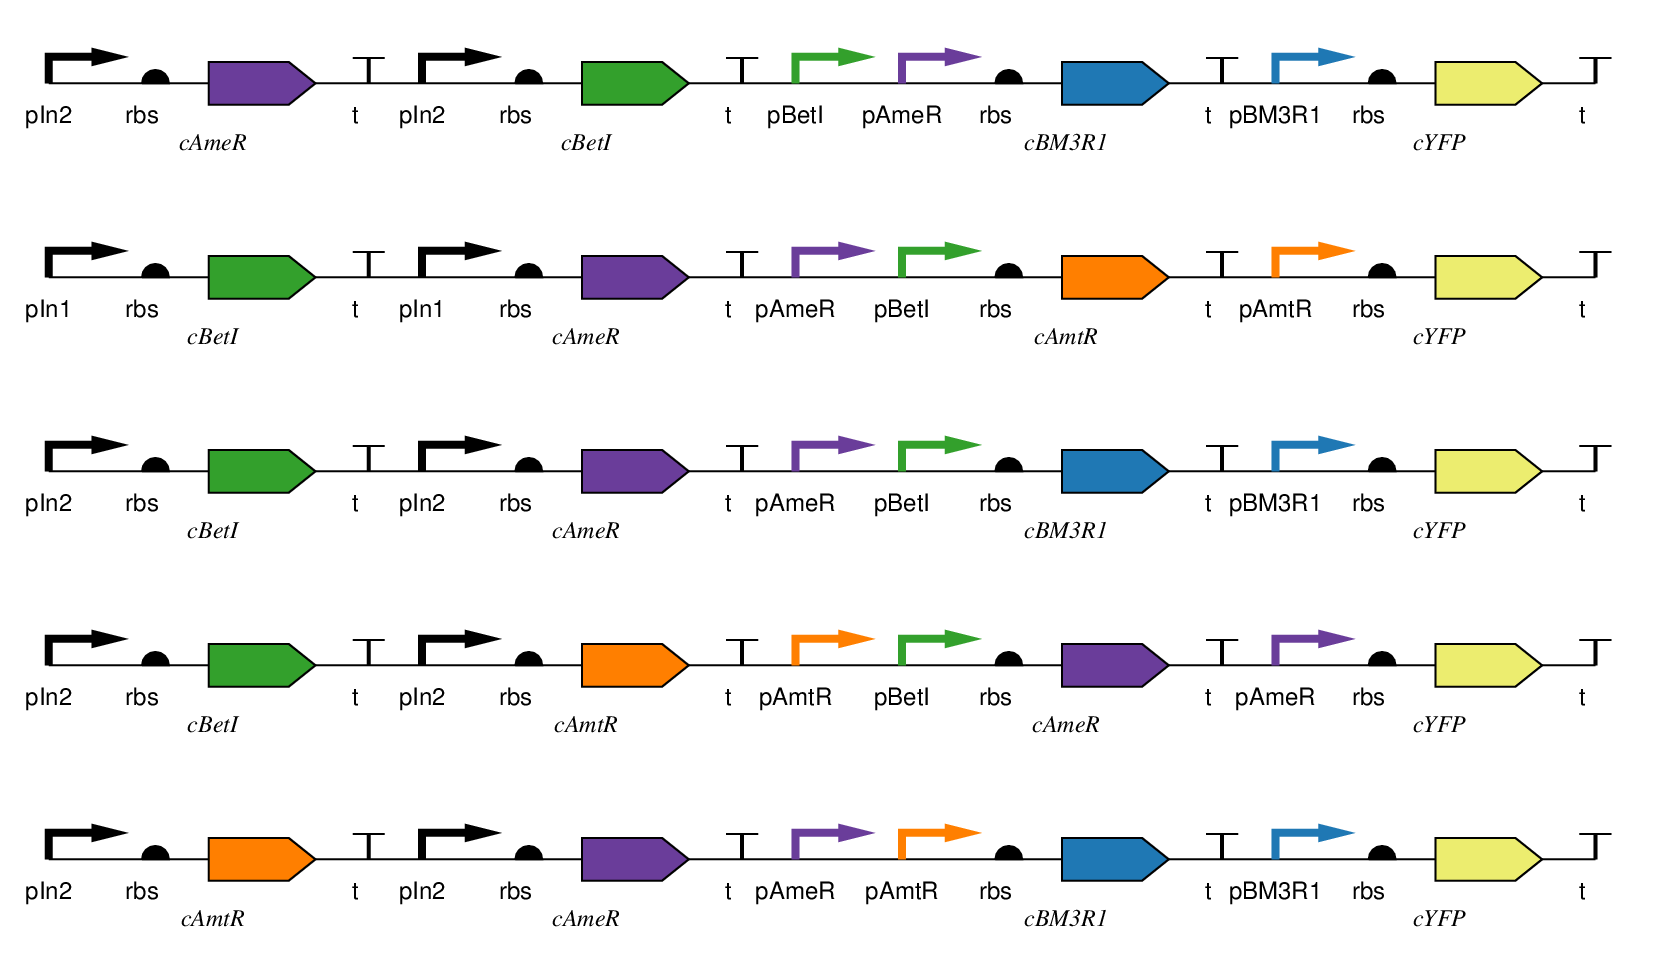 pIn2 rbs t pIn2 rbs t pBetI pAmeR rbs t pBM3R1 rbs t
cAmeR cBetI cBM3R1 cYFP
pIn1 rbs t pIn1 rbs t pAmeR pBetI rbs t pAmtR rbs t
cBetI cAmeR cAmtR cYFP
pIn2 rbs t pIn2 rbs t pAmeR pBetI rbs t pBM3R1 rbs t
cBetI cAmeR cBM3R1 cYFP
pIn2 rbs t pIn2 rbs t pAmtR pBetI rbs t pAmeR rbs t
cBetI cAmtR cAmeR cYFP
pIn2 rbs t pIn2 rbs t pAmeR pAmtR rbs t pBM3R1 rbs t
cAmtR cAmeR cBM3R1 cYFP